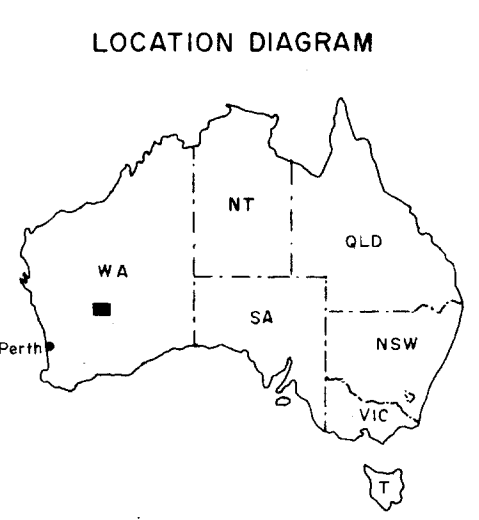 LOCATION DIAGRAM
NT
QLD
WA
SA
Perth
NSW
VIC
T